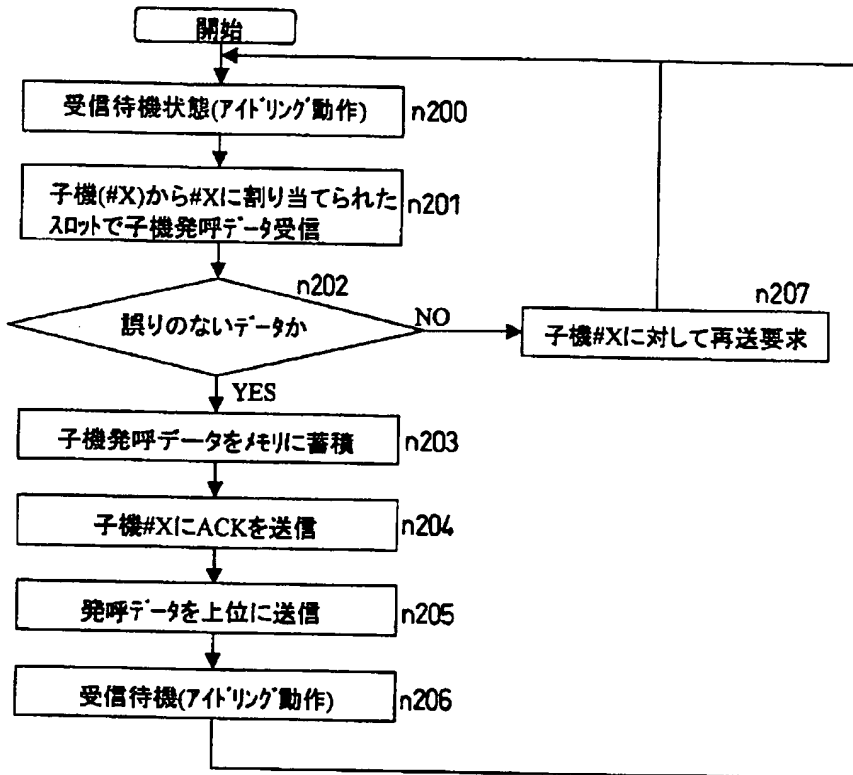 開始
受信待機状態(アイドリング動作)
n200
子機(#X)から#Xに割り当てられた
スロットで子機発呼データ受信
n201
n202
誤りのないデータか
NO
YES
n207
子機#Xに対して再送要求
子機発呼データをメモリに蓄積
n203
子機#XにACKを送信
n204
発呼データを上位に送信
n205
受信待機(アイドリング動作)
n206